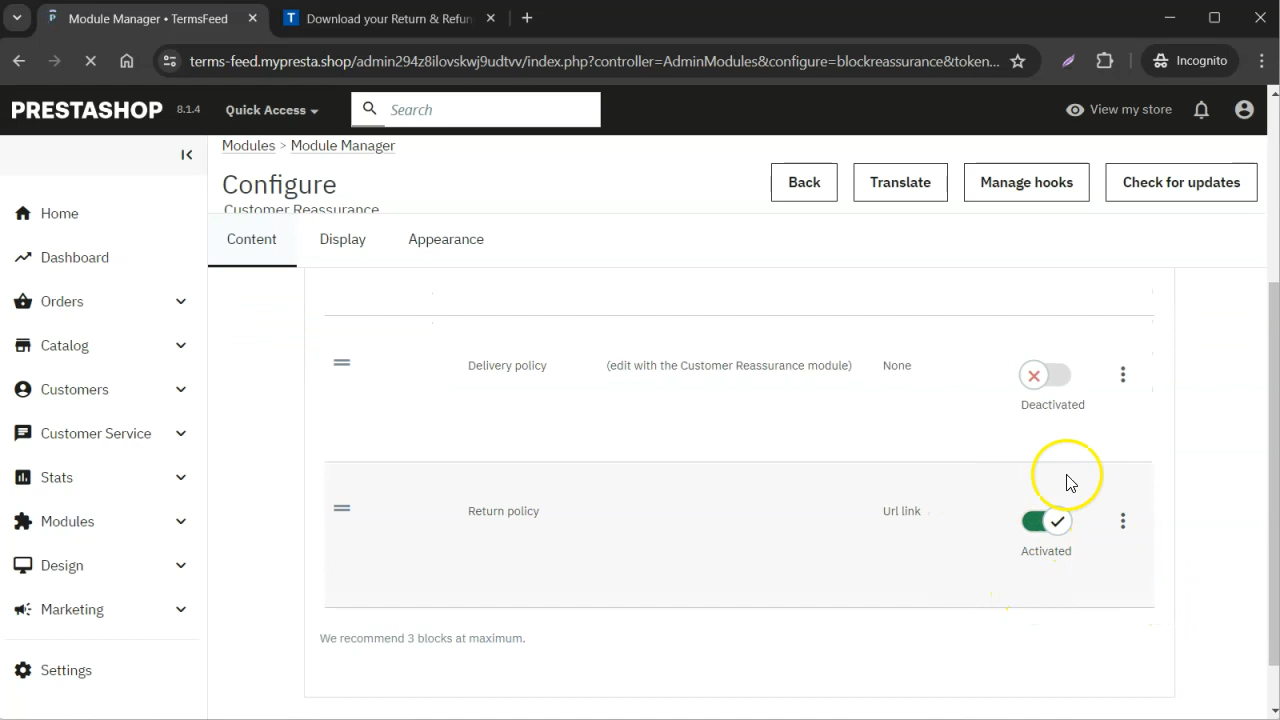 Module Manager • TermsFeed
Download your Return & Refun
terms-feed.mypresta.shop/admin294z8ilovskwj9udtvv/index.php?controller=AdminModules&configure=blockreassurance&token...
Incognito
PRESTASHOP 8.1.4 Quick Access Search View my store
Modules > Module Manager
Configure
Customer Reassurance
Back Translate Manage hooks Check for updates
Content Display Appearance
Home
Dashboard
Orders
Catalog
Customers
Customer Service
Stats
Modules
Design
Marketing
Settings
Delivery policy (edit with the Customer Reassurance module) None
Deactivated
Return policy Url link
Activated
We recommend 3 blocks at maximum.